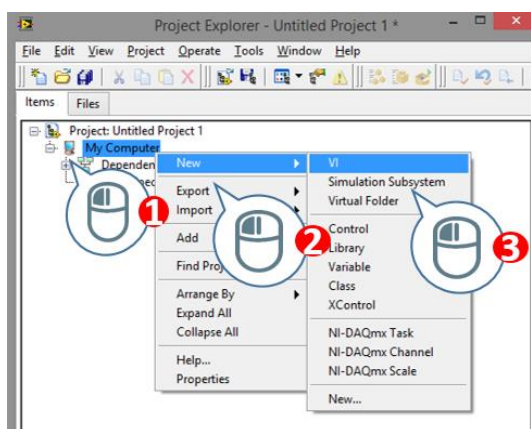 Project Explorer - Untitled Project 1 *
File Edit View Project Operate Tools Window Help
Items Files
Project: Untitled Project 1
My Computer
Dependen
New
Export
Import
Add
Find Proj
Arrange By
Expand All
Collapse All
Help...
Properties
VI
Simulation Subsystem
Virtual Folder
Control
Library
Variable
Class
XControl
NI-DAQmx Task
NI-DAQmx Channel
NI-DAQmx Scale
New...
1
2
3